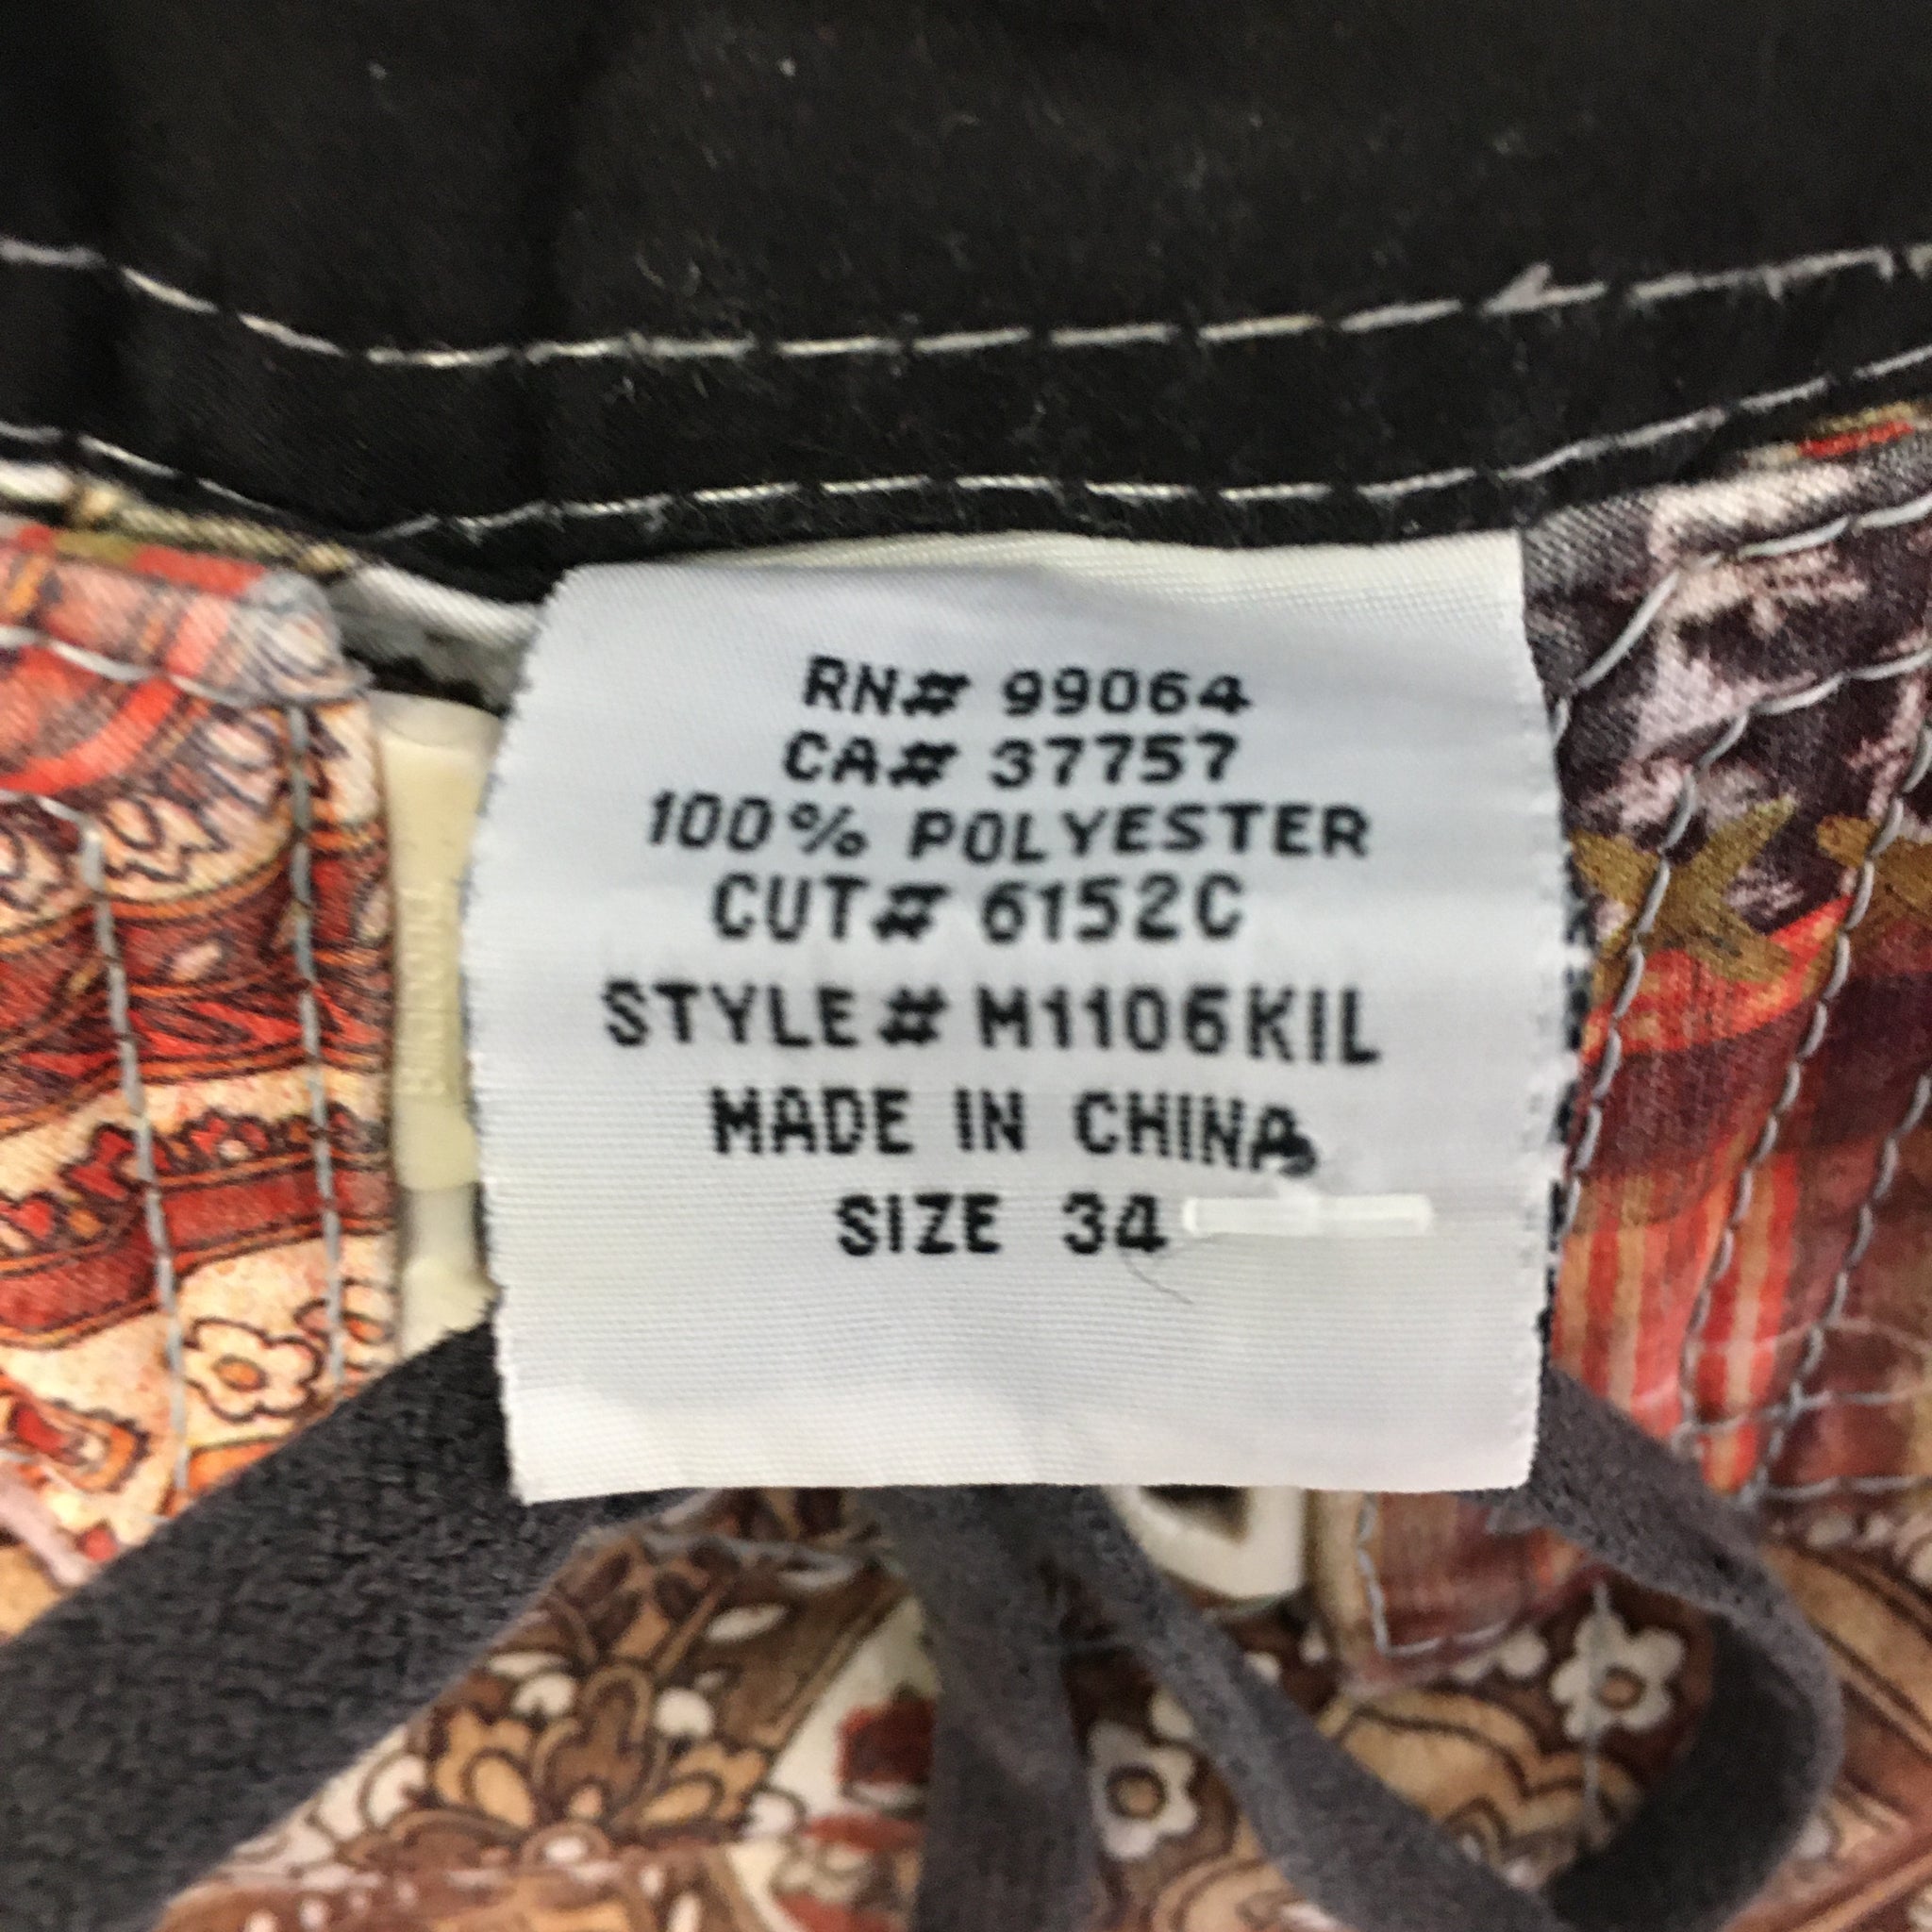 RN# 99064
CA# 37757
100% POLYESTER
CUT# 6152C
STYLE# M1106KIL
MADE IN CHINA
SIZE 34